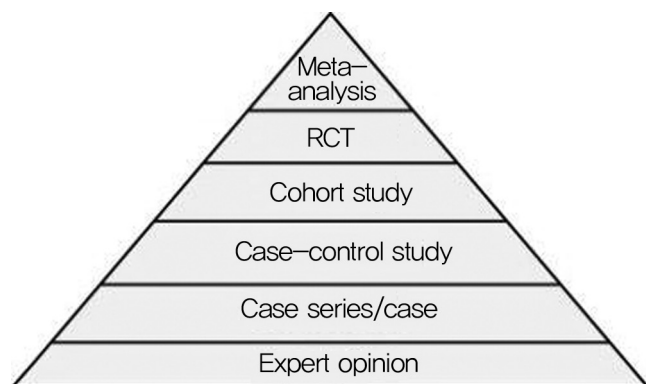 Meta-
analysis
RCT
Cohort study
Case-control study
Case series/case
Expert opinion